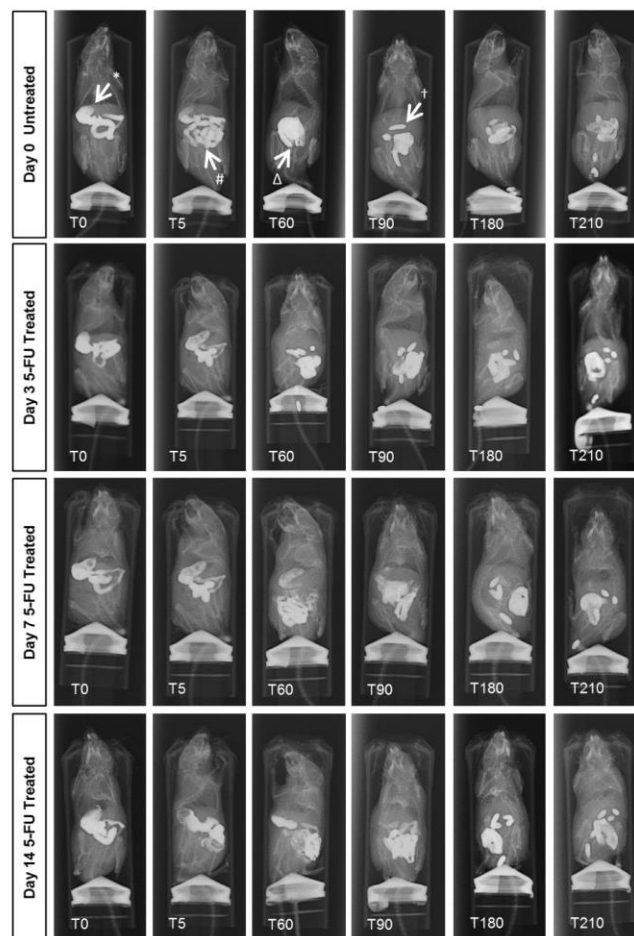 Day 0 Untreated
*
#
Δ
†
T0 T5 T60 T90 T180 T210
Day 3 5-FU Treated
T0 T5 T60 T90 T180 T210
Day 7 5-FU Treated
T0 T5 T60 T90 T180 T210
Day 14 5-FU Treated
T0 T5 T60 T90 T180 T210